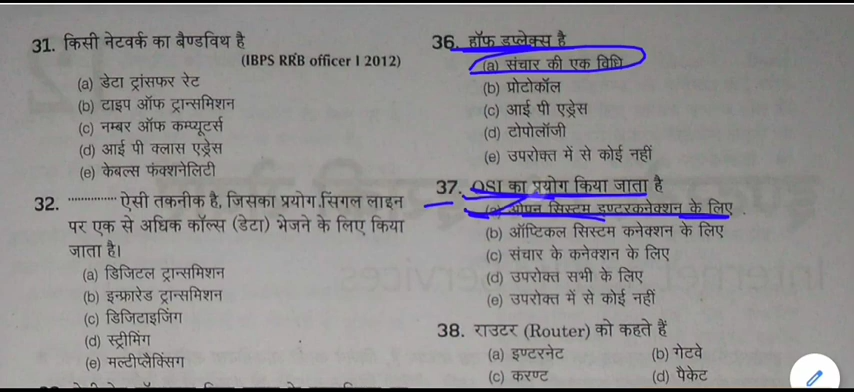 31. किसी नेटवर्क का बैण्डविथ है
(IBPS RRB officer I 2012)
(a) डेटा ट्रांसफर रेट
(b) टाइप ऑफ ट्रान्समिशन
(c) नम्बर ऑफ कम्प्यूटर्स
(d) आई पी क्लास एड्रेस
(e) केबल्स फंक्शनेलिटी
32. ............ ऐसी तकनीक है, जिसका प्रयोग सिंगल लाइन
पर एक से अधिक कॉल्स (डेटा) भेजने के लिए किया
जाता है।
(a) डिजिटल ट्रान्समिशन
(b) इन्फ्रारेड ट्रान्समिशन
(c) डिजिटाइजिंग
(d) स्ट्रीमिंग
(e) मल्टीप्लैक्सिंग
36. हॉफ डुप्लेक्स है
(a) संचार की एक विधि
(b) प्रोटोकॉल
(c) आई पी एड्रेस
(d) टोपोलॉजी
(e) उपरोक्त में से कोई नहीं
37. OSI का प्रयोग किया जाता है
(a) ओपन सिस्टम इण्टरकनेक्शन के लिए
(b) ऑप्टिकल सिस्टम कनेक्शन के लिए
(c) संचार के कनेक्शन के लिए
(d) उपरोक्त सभी के लिए
(e) उपरोक्त में से कोई नहीं
38. राउटर (Router) को कहते हैं
(a) इण्टरनेट (b) गेटवे
(c) करण्ट (d) पैकेट